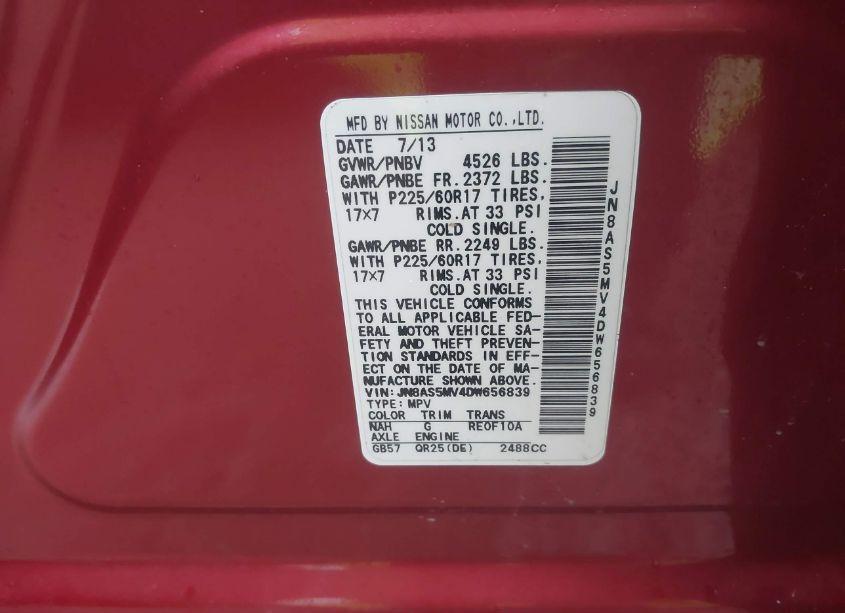 MFD BY NISSAN MOTOR CO.,LTD.
DATE 7/13
GVWR/PNBV 4526 LBS.
GAWR/PNBE FR.2372 LBS.
WITH P225/60R17 TIRES,
17×7 RIMS.AT 33 PSI
COLD SINGLE.
GAWR/PNBE RR.2249 LBS.
WITH P225/60R17 TIRES,
17×7 RIMS.AT 33 PSI
COLD SINGLE.
THIS VEHICLE CONFORMS
TO ALL APPLICABLE FED-
ERAL MOTOR VEHICLE SA-
FETY AND THEFT PREVEN-
TION STANDARDS IN EFF-
ECT ON THE DATE OF MA-
NUFACTURE SHOWN ABOVE.
VIN:JN8AS5MV4DW656839
TYPE:MPV
COLOR TRIM TRANS
NAH G RE0F10A
AXLE ENGINE
GB57 QR25(DE) 2488CC
JN8AS5MV4DW656839